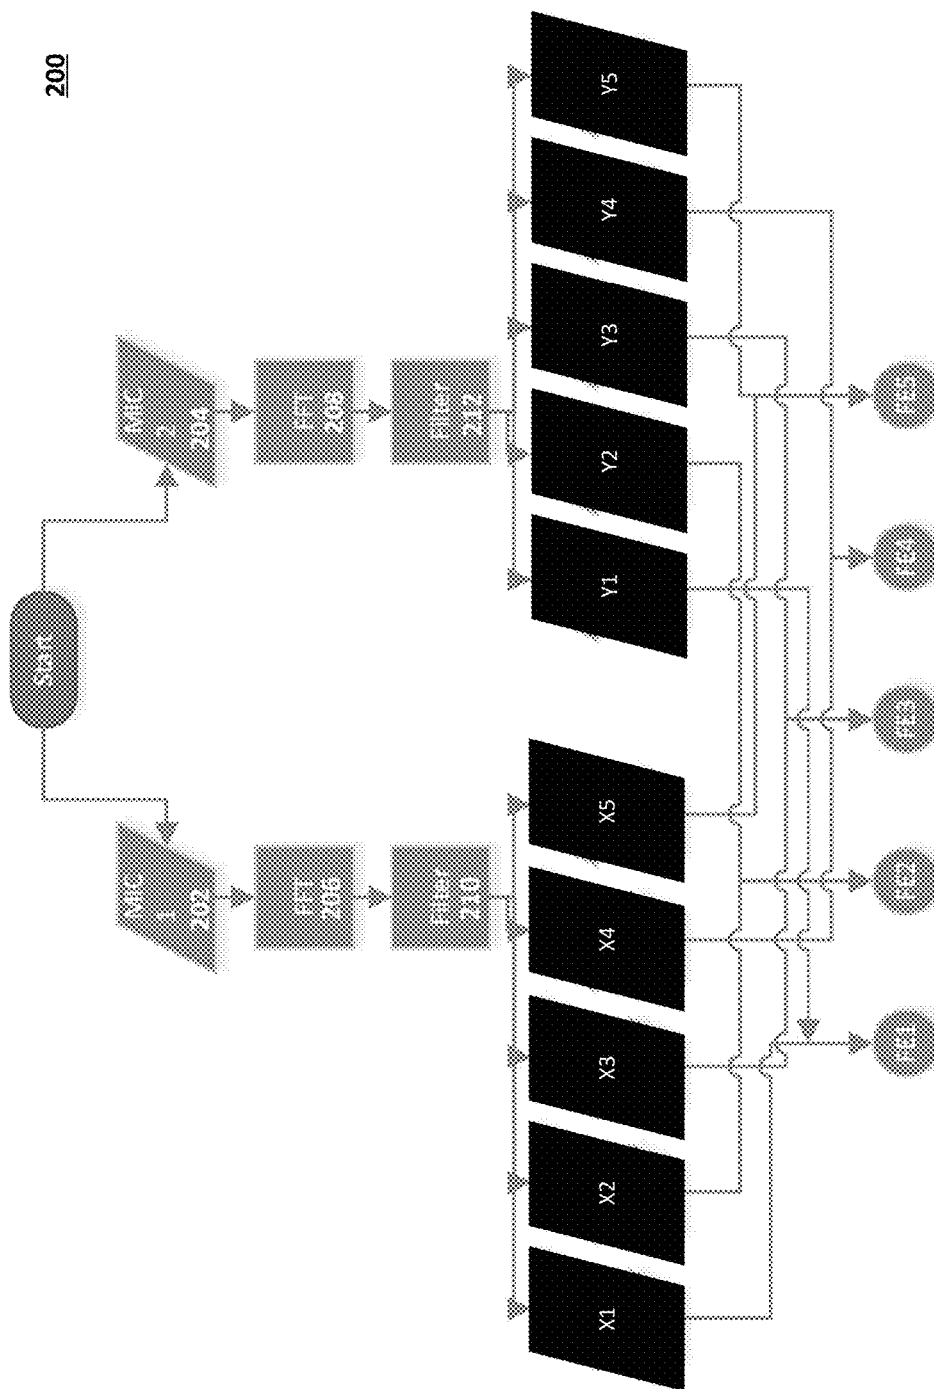 200
Start
MIC
1
202
MIC
2
204
FFT
206
FFT
208
Filter
210
Filter
212
X1
X2
X3
X4
X5
Y1
Y2
Y3
Y4
Y5
FE1
FE2
FE3
FE4
FE5